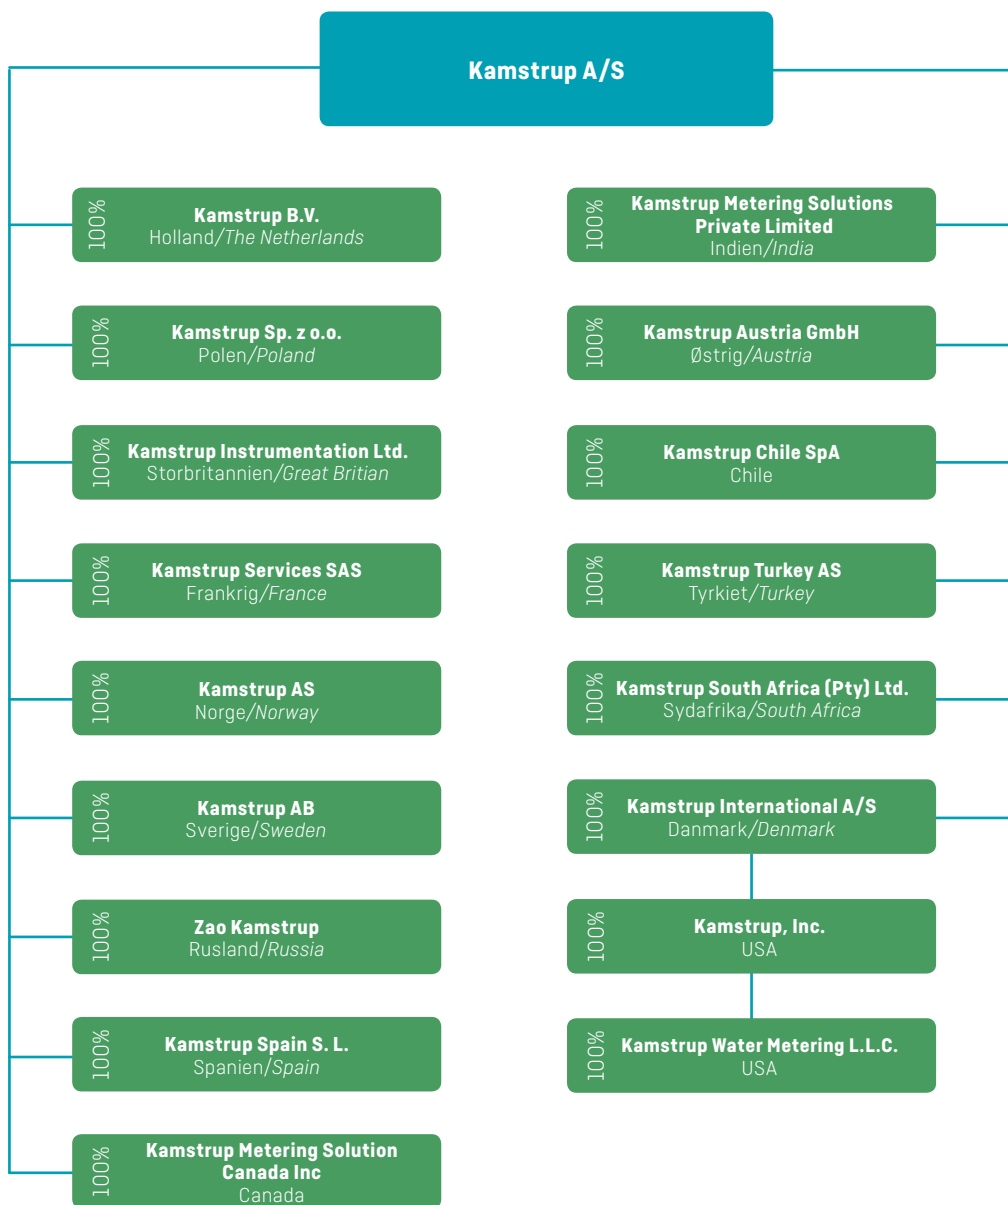 Kamstrup A/S
100%
Kamstrup B.V.
Holland/The Netherlands
100%
Kamstrup Sp. z o.o.
Polen/Poland
100%
Kamstrup Instrumentation Ltd.
Storbritannien/Great Britian
100%
Kamstrup Services SAS
Frankrig/France
100%
Kamstrup AS
Norge/Norway
100%
Kamstrup AB
Sverige/Sweden
100%
Zao Kamstrup
Rusland/Russia
100%
Kamstrup Spain S. L.
Spanien/Spain
100%
Kamstrup Metering Solution
Canada Inc
Canada
100%
Kamstrup Metering Solutions
Private Limited
Indien/India
100%
Kamstrup Austria GmbH
Østrig/Austria
100%
Kamstrup Chile SpA
Chile
100%
Kamstrup Turkey AS
Tyrkiet/Turkey
100%
Kamstrup South Africa (Pty) Ltd.
Sydafrika/South Africa
100%
Kamstrup International A/S
Danmark/Denmark
100%
Kamstrup, Inc.
USA
100%
Kamstrup Water Metering L.L.C.
USA